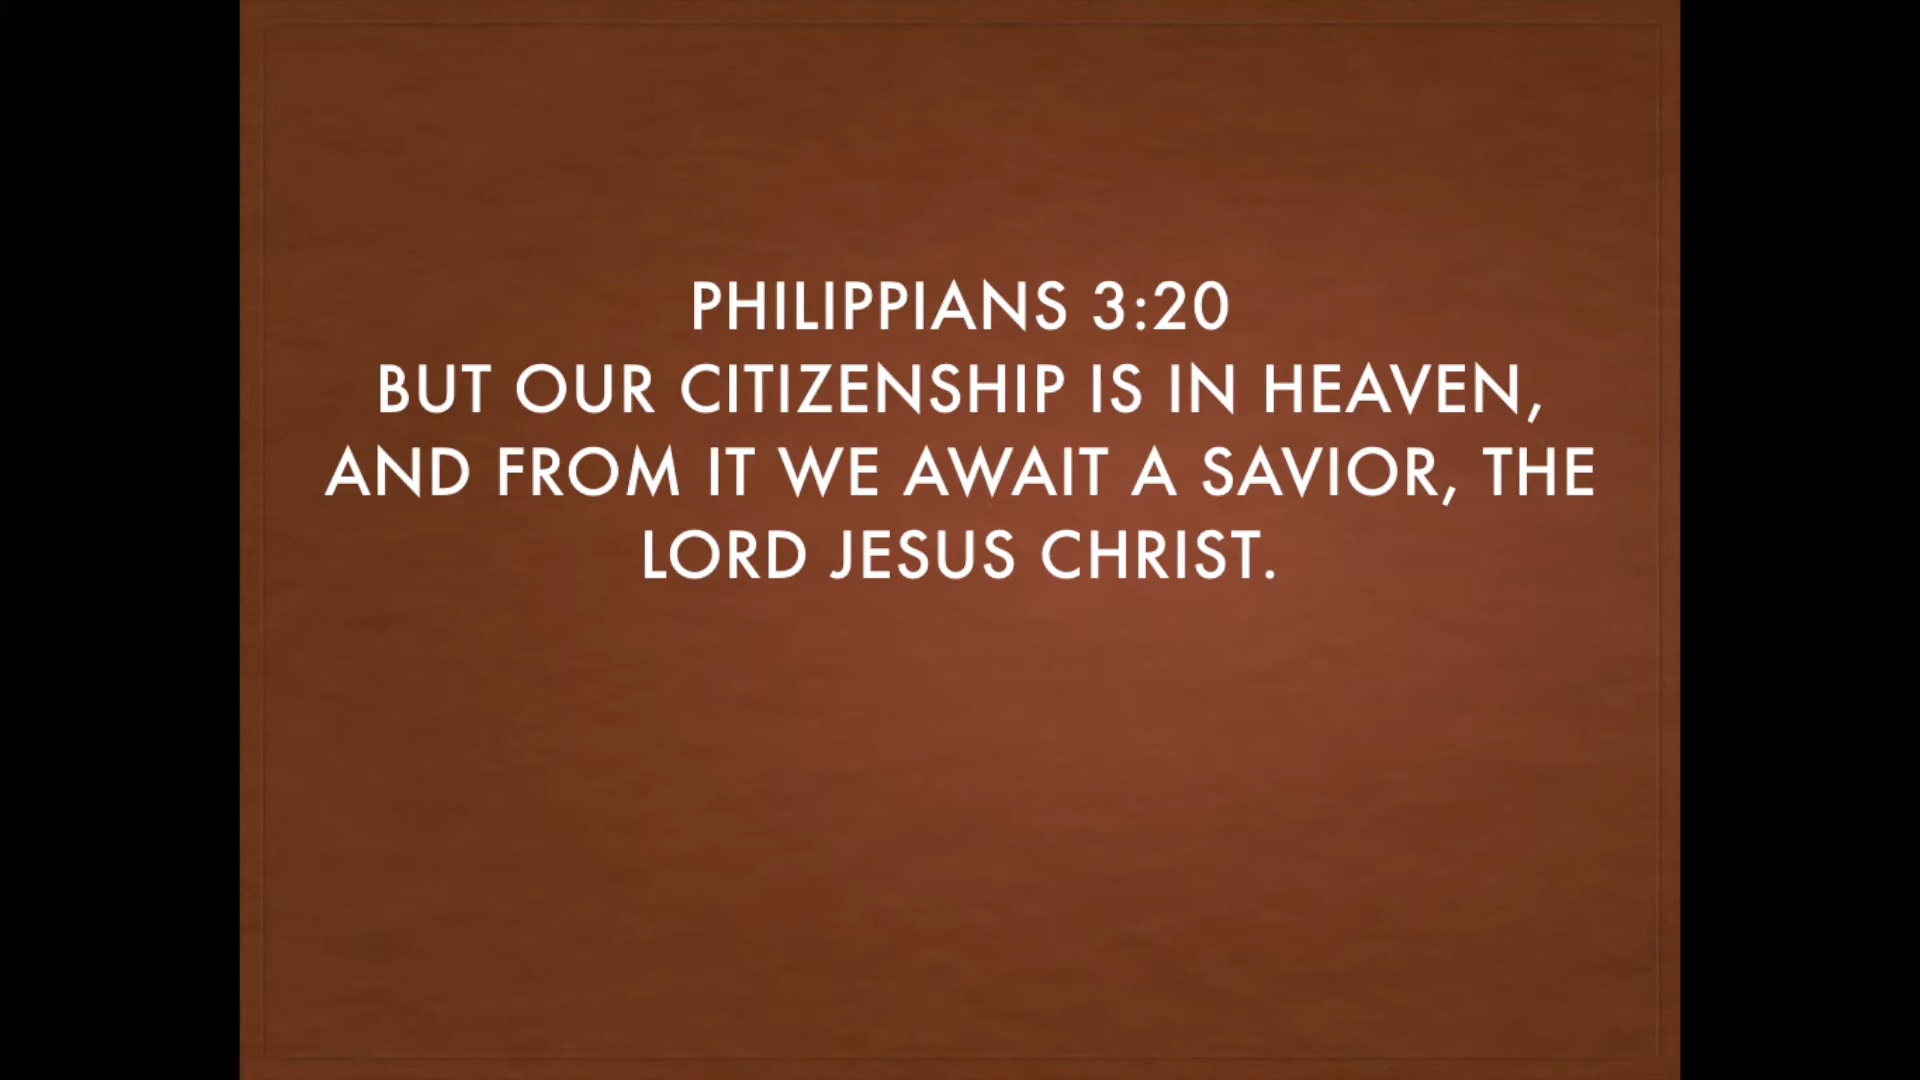 PHILIPPIANS 3:20
BUT OUR CITIZENSHIP IS IN HEAVEN,
AND FROM IT WE AWAIT A SAVIOR, THE
LORD JESUS CHRIST.